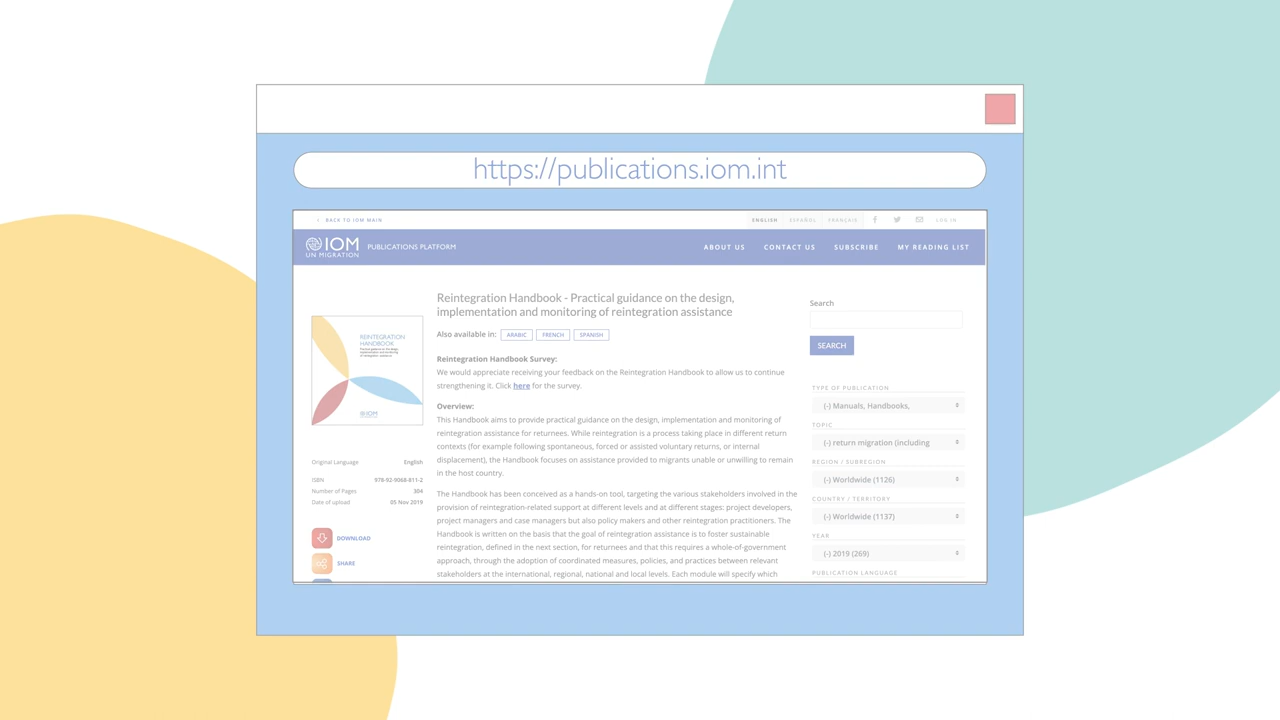 https://publications.iom.int
‹ BACK TO IOM MAIN
ENGLISH ESPAÑOL FRANÇAIS LOG IN
IOM
UN MIGRATION
PUBLICATIONS PLATFORM
ABOUT US CONTACT US SUBSCRIBE MY READING LIST
REINTEGRATION
HANDBOOK
Practical guidance on the design,
implementation and monitoring
of reintegration assistance
IOM
Original Language English
ISBN 978-92-9068-811-2
Number of Pages 304
Date of upload 05 Nov 2019
DOWNLOAD
SHARE
Reintegration Handbook - Practical guidance on the design,
implementation and monitoring of reintegration assistance
Also available in: ARABIC FRENCH SPANISH
Reintegration Handbook Survey:
We would appreciate receiving your feedback on the Reintegration Handbook to allow us to continue
strengthening it. Click here for the survey.
Overview:
This Handbook aims to provide practical guidance on the design, implementation and monitoring of
reintegration assistance for returnees. While reintegration is a process taking place in different return
contexts (for example following spontaneous, forced or assisted voluntary returns, or internal
displacement), the Handbook focuses on assistance provided to migrants unable or unwilling to remain
in the host country.
The Handbook has been conceived as a hands-on tool, targeting the various stakeholders involved in the
provision of reintegration-related support at different levels and at different stages: project developers,
project managers and case managers but also policy makers and other reintegration practitioners. The
Handbook is written on the basis that the goal of reintegration assistance is to foster sustainable
reintegration, defined in the next section, for returnees and that this requires a whole-of-government
approach, through the adoption of coordinated measures, policies, and practices between relevant
stakeholders at the international, regional, national and local levels. Each module will specify which
Search
SEARCH
TYPE OF PUBLICATION
(-) Manuals, Handbooks,
TOPIC
(-) return migration (including
REGION / SUBREGION
(-) Worldwide (1126)
COUNTRY / TERRITORY
(-) Worldwide (1137)
YEAR
(-) 2019 (269)
PUBLICATION LANGUAGE